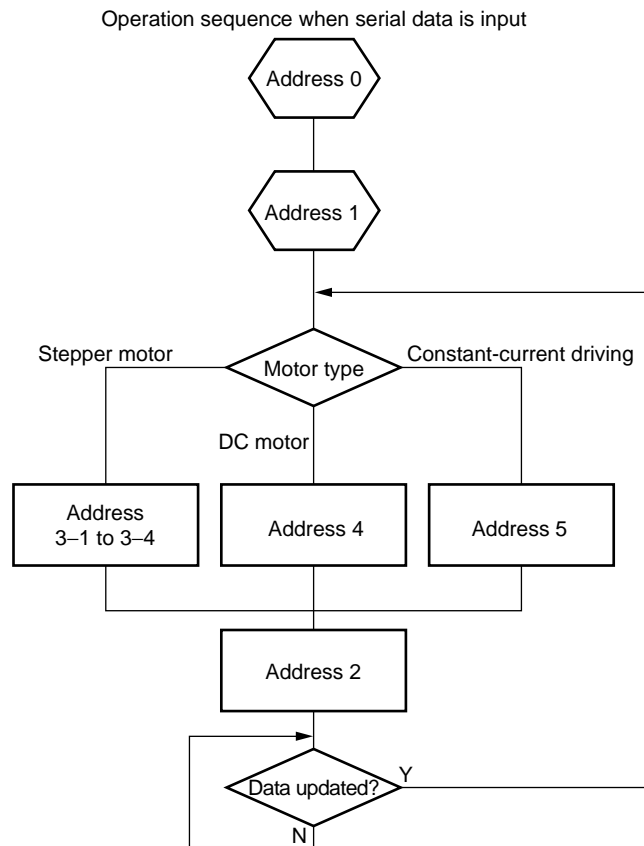 Operation sequence when serial data is input
Address 0
Address 1
Stepper motor
Constant-current driving
Motor type
DC motor
Address
3–1 to 3–4
Address 4
Address 5
Address 2
Data updated?
Y
N